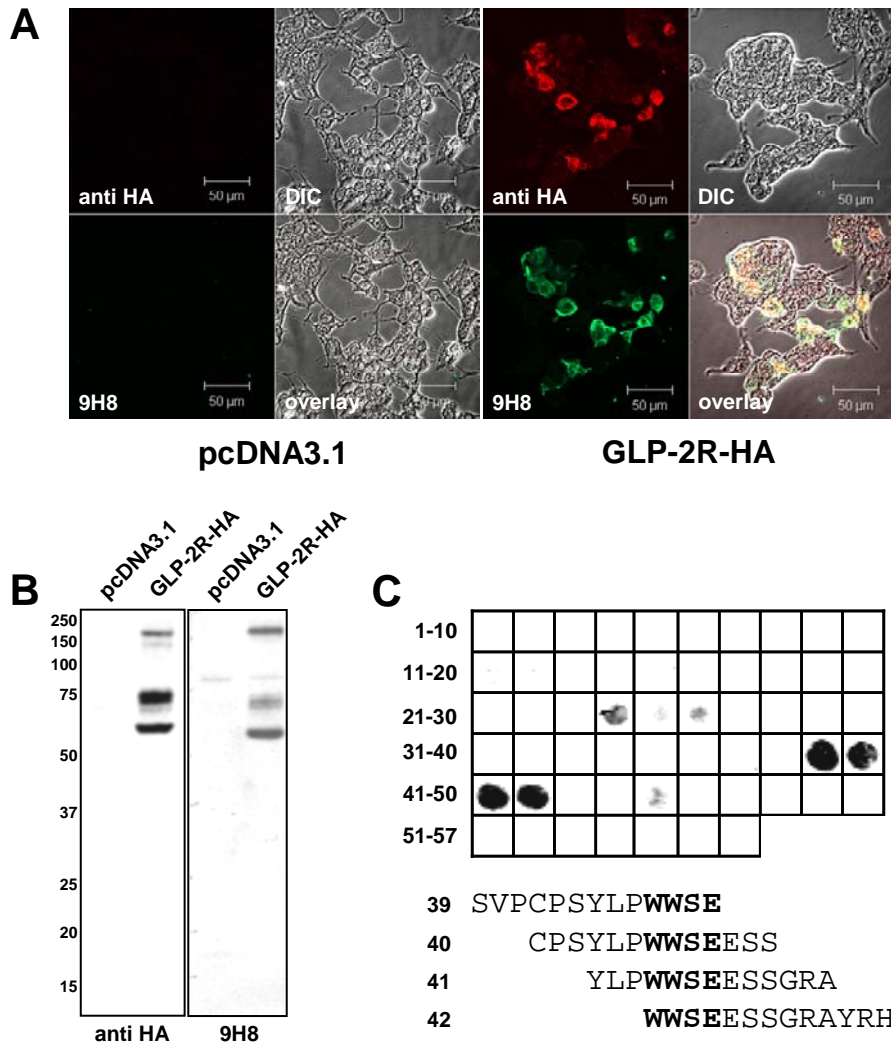 A
anti HA
50 µm
DIC
µm
anti HA
50 µm
DIC
50 µm
9H8
50 µm
overlay
50 µm
9H8
50 µm
overlay
50 µm
pcDNA3.1
GLP-2R-HA
B
pcDNA3.1
GLP-2R-HA
pcDNA3.1
GLP-2R-HA
250
150
100
75
50
37
25
20
15
anti HA
9H8
C
1-10
11-20
21-30
31-40
41-50
51-57
39 SVPCPSYLPWWSE
40 CPSYLPWWSEESS
41 YLPWWSEESSGRA
42 WWSEESSGRAYRH